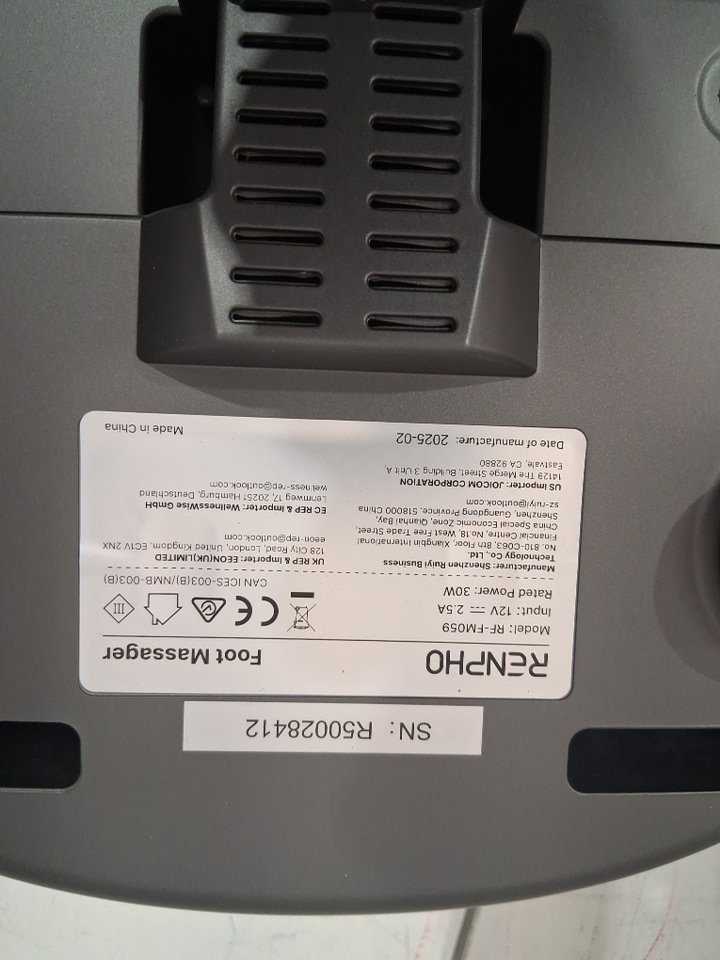 RENPHO Foot Massager
Model: RF-FM059
Input: 12V ⎓ 2.5A
Rated Power: 30W
CAN ICES-003(B)/NMB-003(B)
Manufacturer: Shenzhen Ruiyi Business
Technology Co., Ltd.
No.810-C063, 8th Floor, Xiangbin International
Financial Centre, No.18, West Free Trade Street,
China Special Economic Zone, Qianhai Bay,
Shenzhen, Guangdong Province, 518000 China
sz-ruiyi@outlook.com
US Importer: JOICOM CORPORATION
14129 The Merge Street, Building 3 Unit A
Eastvale, CA 92880
UK REP & Importer: EEON(UK)LIMITED
128 City Road, London, United Kingdom, EC1V 2NX
eeon-rep@outlook.com
EC REP & Importer: WellnessWise GmbH
Lehmweg 17, 20251 Hamburg Deutschland
wellness-rep@outlook.com
Date of manufacture: 2025-02
Made in China
SN: R50028412